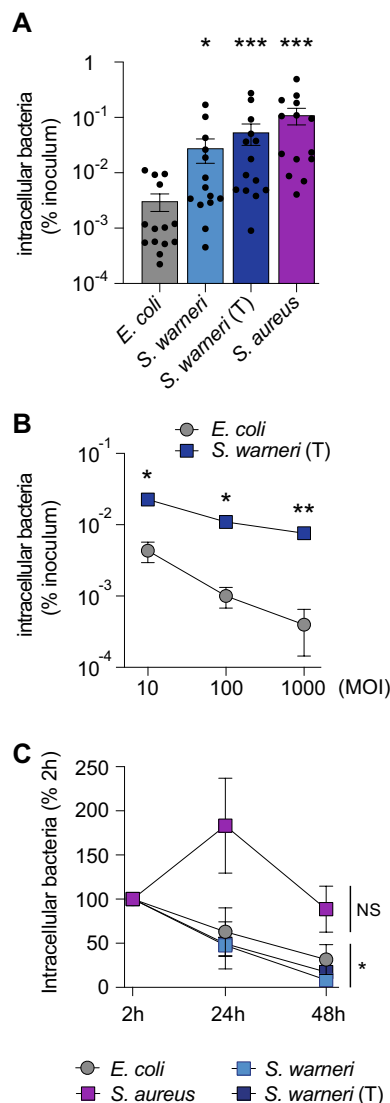 A
* *** ***
intracellular bacteria
(% inoculum)
1
10-1
10-2
10-3
10-4
E. coli
S. warneri
S. warneri (T)
S. aureus
B
E. coli
S. warneri (T)
intracellular bacteria
(% inoculum)
10-1
10-2
10-3
10-4
* * **
10 100 1000 (MOI)
C
Intracellular bacteria (% 2h)
250
200
150
100
50
0
NS
*
2h 24h 48h
E. coli S. warneri
S. aureus S. warneri (T)